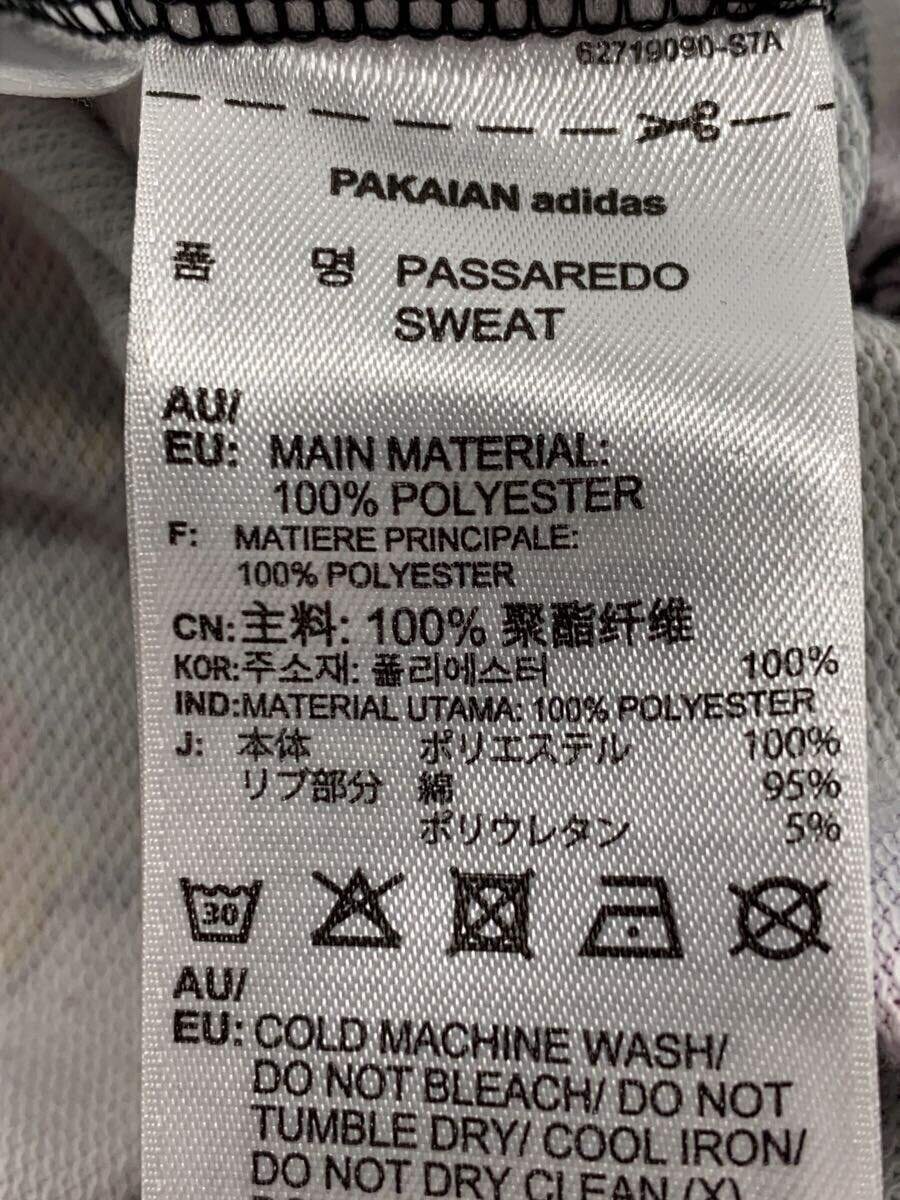 62719090-S7A
PAKAIAN adidas
품 명 PASSAREDO
SWEAT
AU/
EU: MAIN MATERIAL:
100% POLYESTER
F: MATIERE PRINCIPALE:
100% POLYESTER
CN:主料: 100% 聚酯纤维
KOR:주소재: 폴리에스터 100%
IND:MATERIAL UTAMA: 100% POLYESTER
J: 本体 ポリエステル 100%
リブ部分 綿 95%
ポリウレタン 5%
30
AU/
EU: COLD MACHINE WASH/
DO NOT BLEACH/ DO NOT
TUMBLE DRY/ COOL IRON/
DO NOT DRY CLEAN (X)